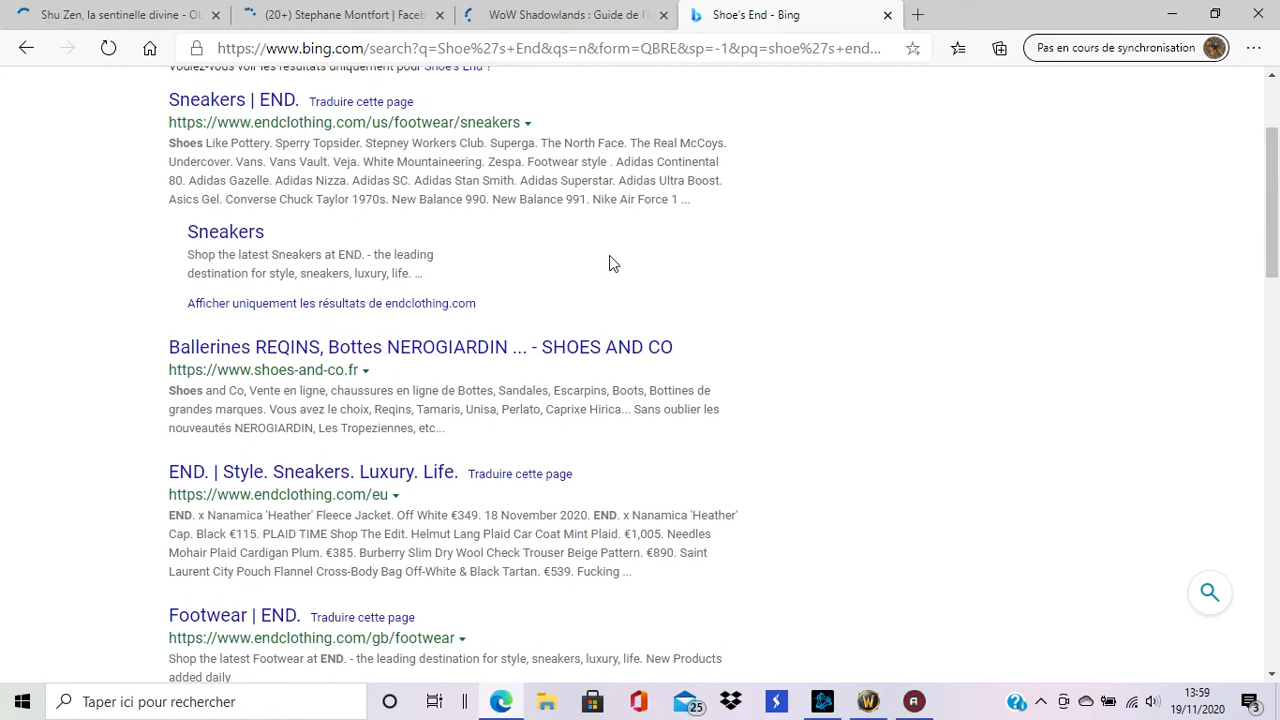 Shu Zen, la sentinelle divine - Ob
(20+) Starting date | Motorol | Faceb
WoW Shadowlands : Guide de l'
Shoe's End - Bing
https://www.bing.com/search?q=Shoe%27s+End&qs=n&form=QBRE&sp=-1&pq=shoe%27s+end...
Pas en cours de synchronisation
Voulez-vous voir les résultats uniquement pour Shoe's End ?
Sneakers | END. Traduire cette page
https://www.endclothing.com/us/footwear/sneakers
Shoes Like Pottery. Sperry Topsider. Stepney Workers Club. Superga. The North Face. The Real McCoys.
Undercover. Vans. Vans Vault. Veja. White Mountaineering. Zespa. Footwear style . Adidas Continental
80. Adidas Gazelle. Adidas Nizza. Adidas SC. Adidas Stan Smith. Adidas Superstar. Adidas Ultra Boost.
Asics Gel. Converse Chuck Taylor 1970s. New Balance 990. New Balance 991. Nike Air Force 1 ...
Sneakers
Shop the latest Sneakers at END. - the leading
destination for style, sneakers, luxury, life. ...
Afficher uniquement les résultats de endclothing.com
Ballerines REQINS, Bottes NEROGIARDIN ... - SHOES AND CO
https://www.shoes-and-co.fr
Shoes and Co, Vente en ligne, chaussures en ligne de Bottes, Sandales, Escarpins, Boots, Bottines de
grandes marques. Vous avez le choix, Reqins, Tamaris, Unisa, Perlato, Caprixe Hirica... Sans oublier les
nouveautés NEROGIARDIN, Les Tropeziennes, etc...
END. | Style. Sneakers. Luxury. Life. Traduire cette page
https://www.endclothing.com/eu
END. x Nanamica 'Heather' Fleece Jacket. Off White €349. 18 November 2020. END. x Nanamica 'Heather'
Cap. Black €115. PLAID TIME Shop The Edit. Helmut Lang Plaid Car Coat Mint Plaid. €1,005. Needles
Mohair Plaid Cardigan Plum. €385. Burberry Slim Dry Wool Check Trouser Beige Pattern. €890. Saint
Laurent City Pouch Flannel Cross-Body Bag Off-White & Black Tartan. €539. Fucking ...
Footwear | END. Traduire cette page
https://www.endclothing.com/gb/footwear
Shop the latest Footwear at END. - the leading destination for style, sneakers, luxury, life. New Products
added daily
Taper ici pour rechercher
25
13:59
19/11/2020
3